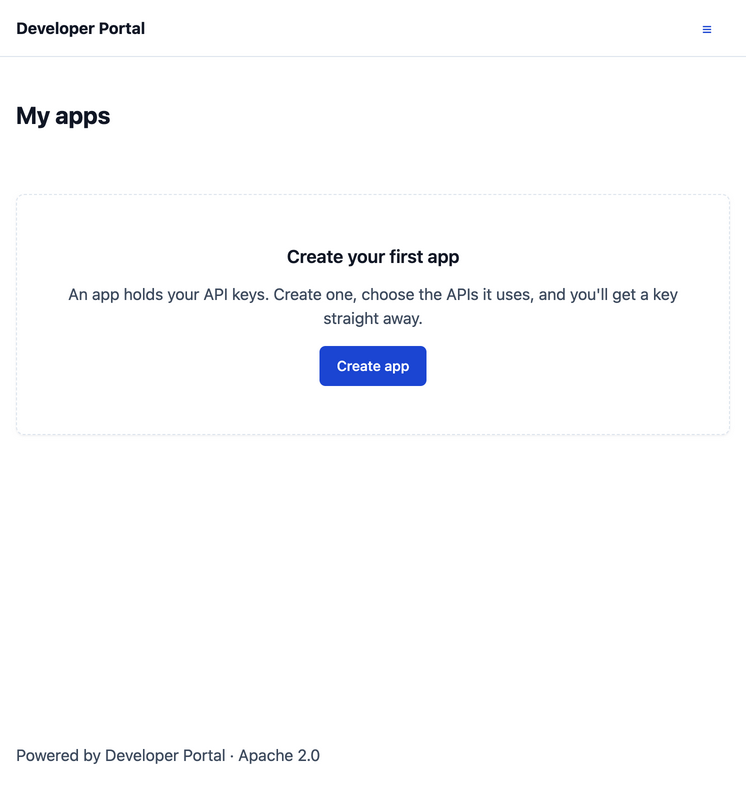 Developer Portal
My apps
Create your first app
An app holds your API keys. Create one, choose the APIs it uses, and you'll get a key
straight away.
Create app
Powered by Developer Portal · Apache 2.0